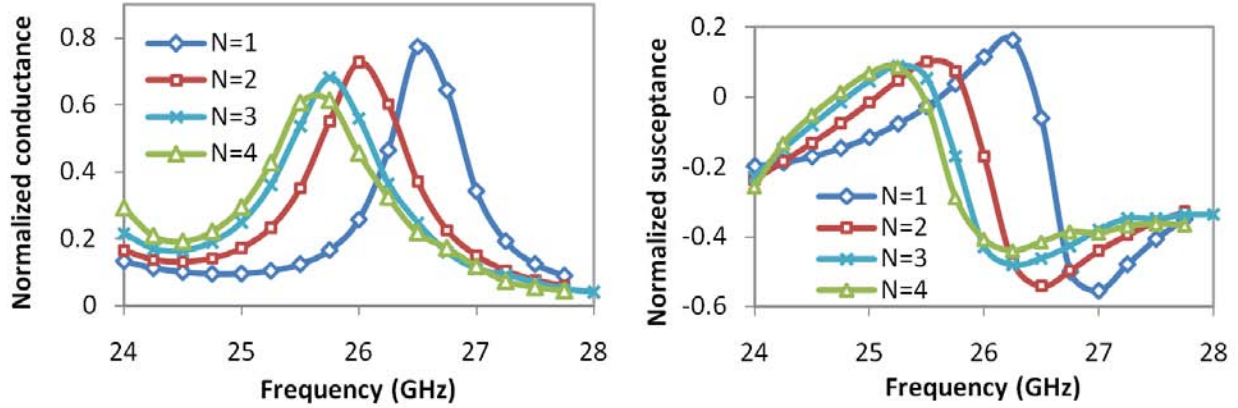 Normalized conductance
0.8
0.6
0.4
0.2
0
N=1
N=2
N=3
N=4
24 25 26 27 28
Frequency (GHz)
Normalized susceptance
0.2
0
-0.2
-0.4
-0.6
N=1
N=2
N=3
N=4
24 25 26 27 28
Frequency (GHz)